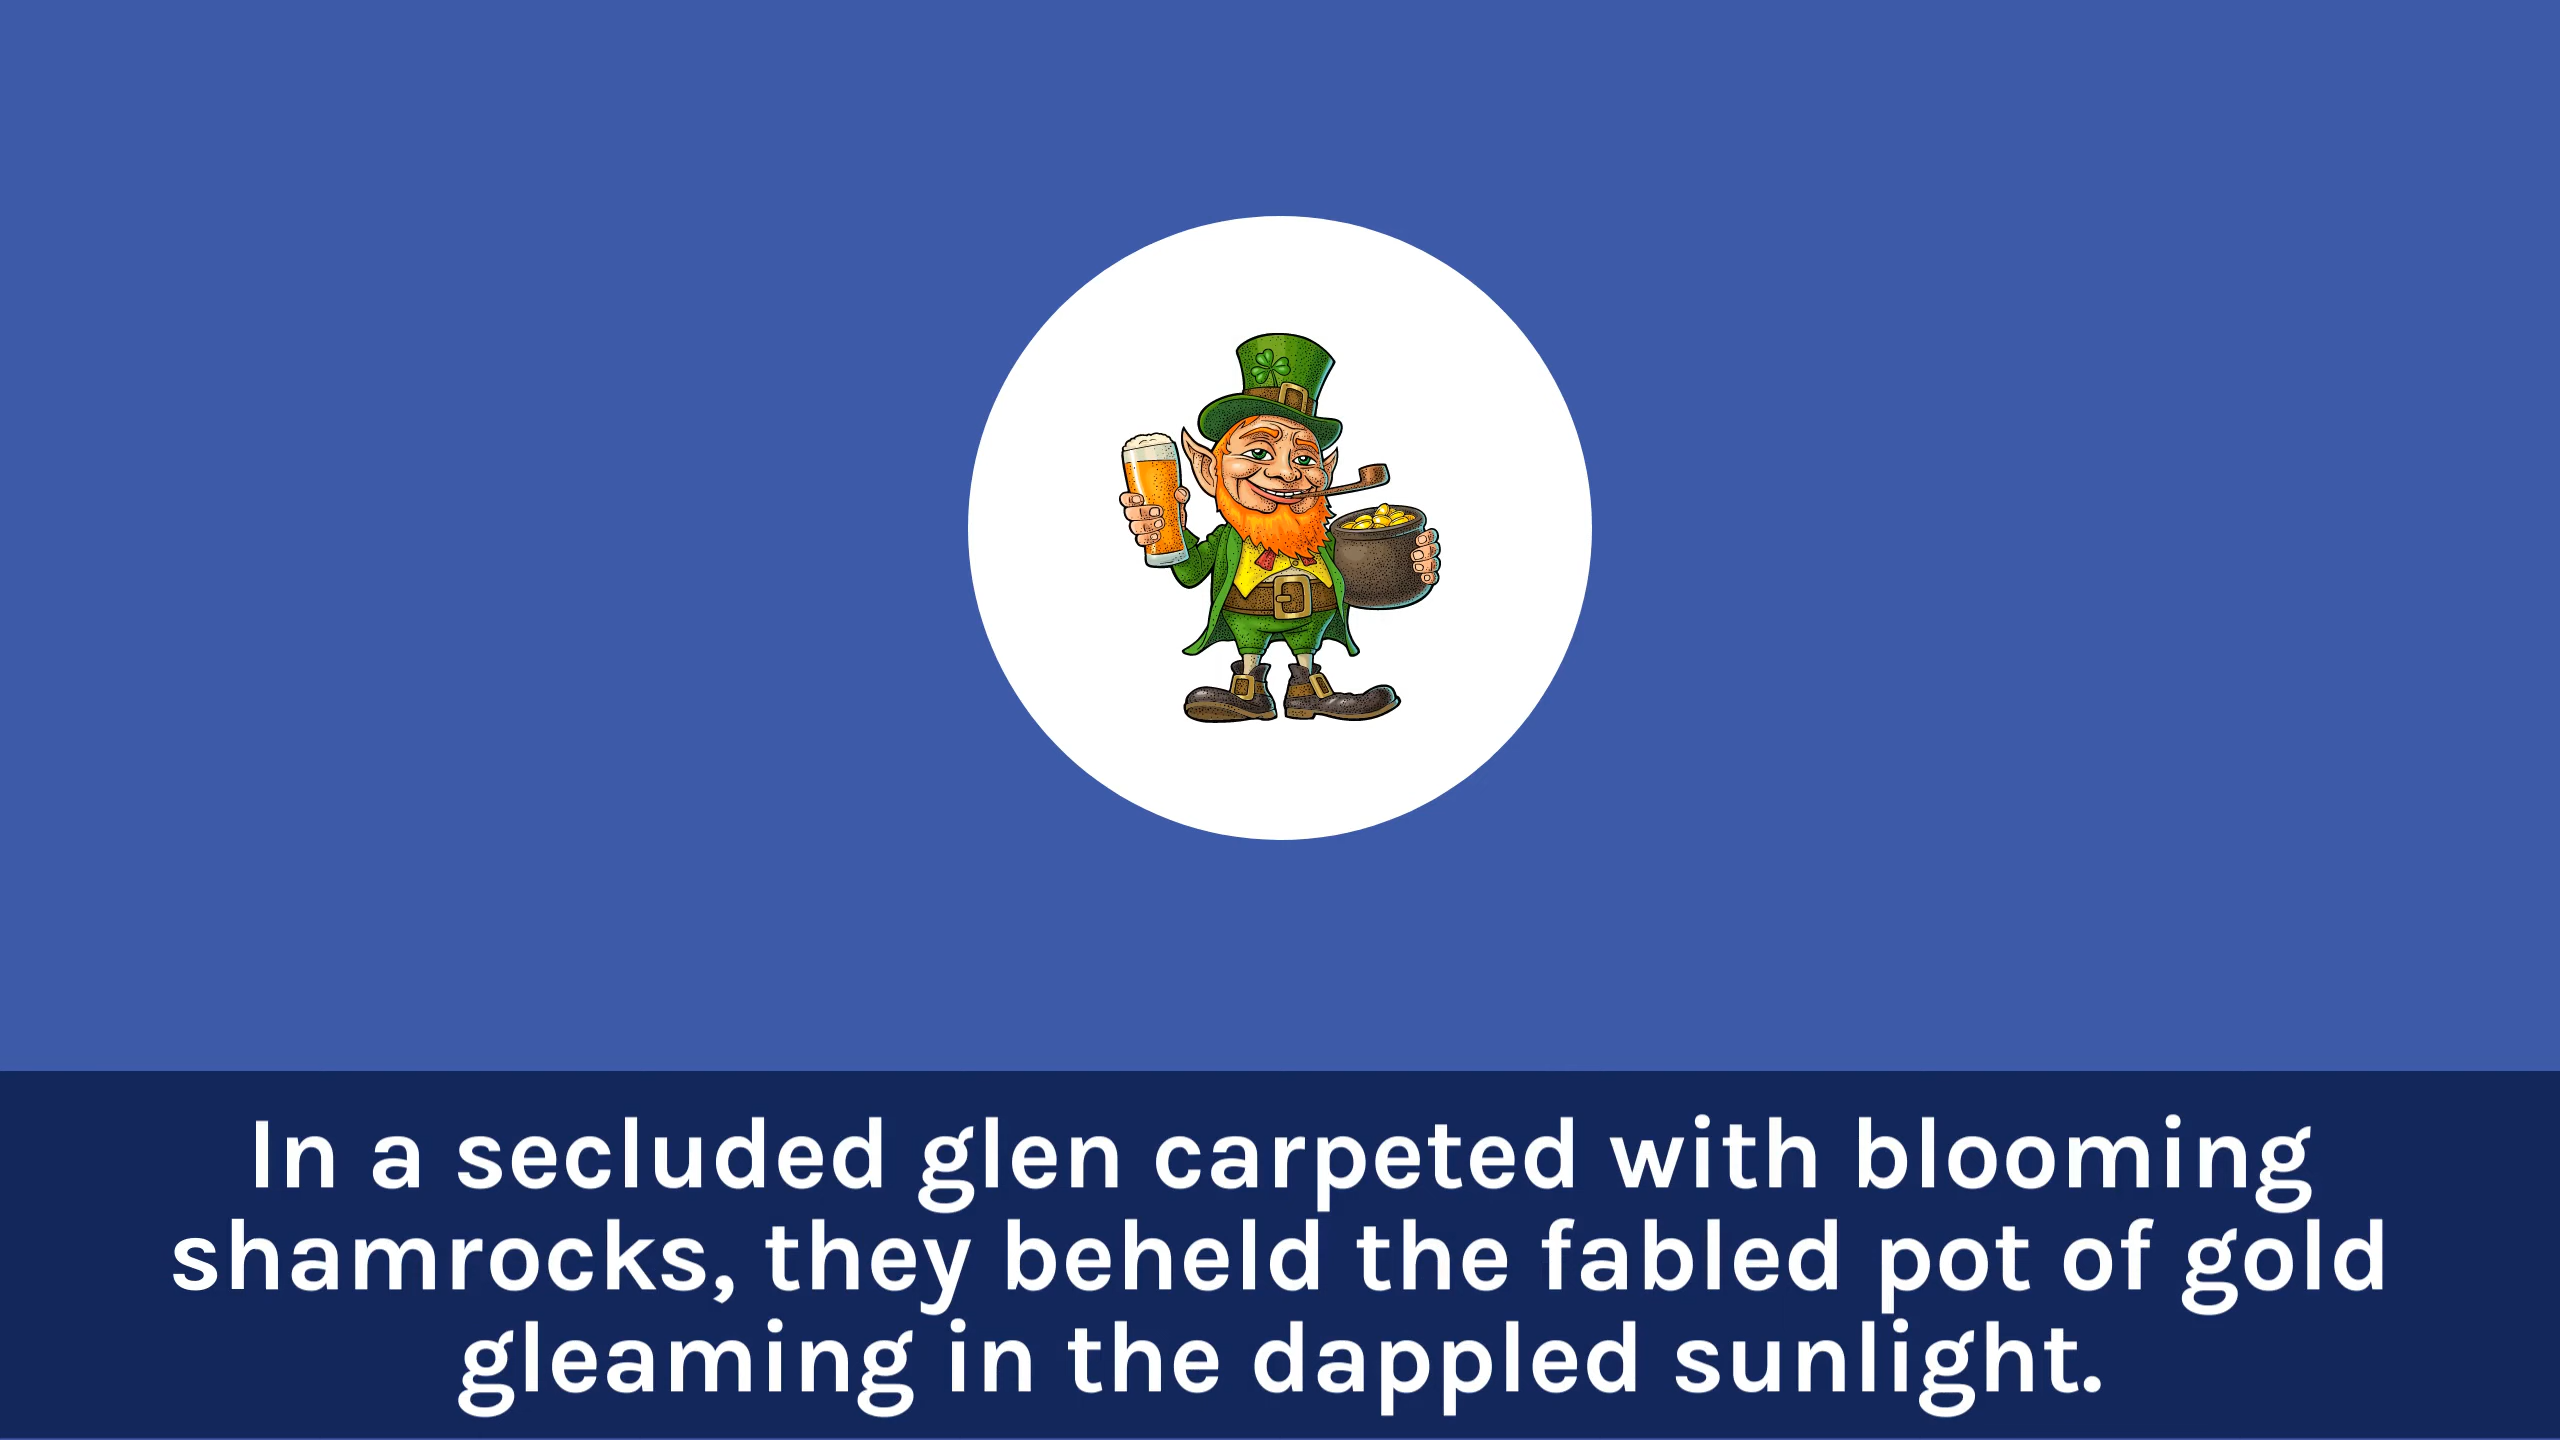 In a secluded glen carpeted with blooming
shamrocks, they beheld the fabled pot of gold
gleaming in the dappled sunlight.